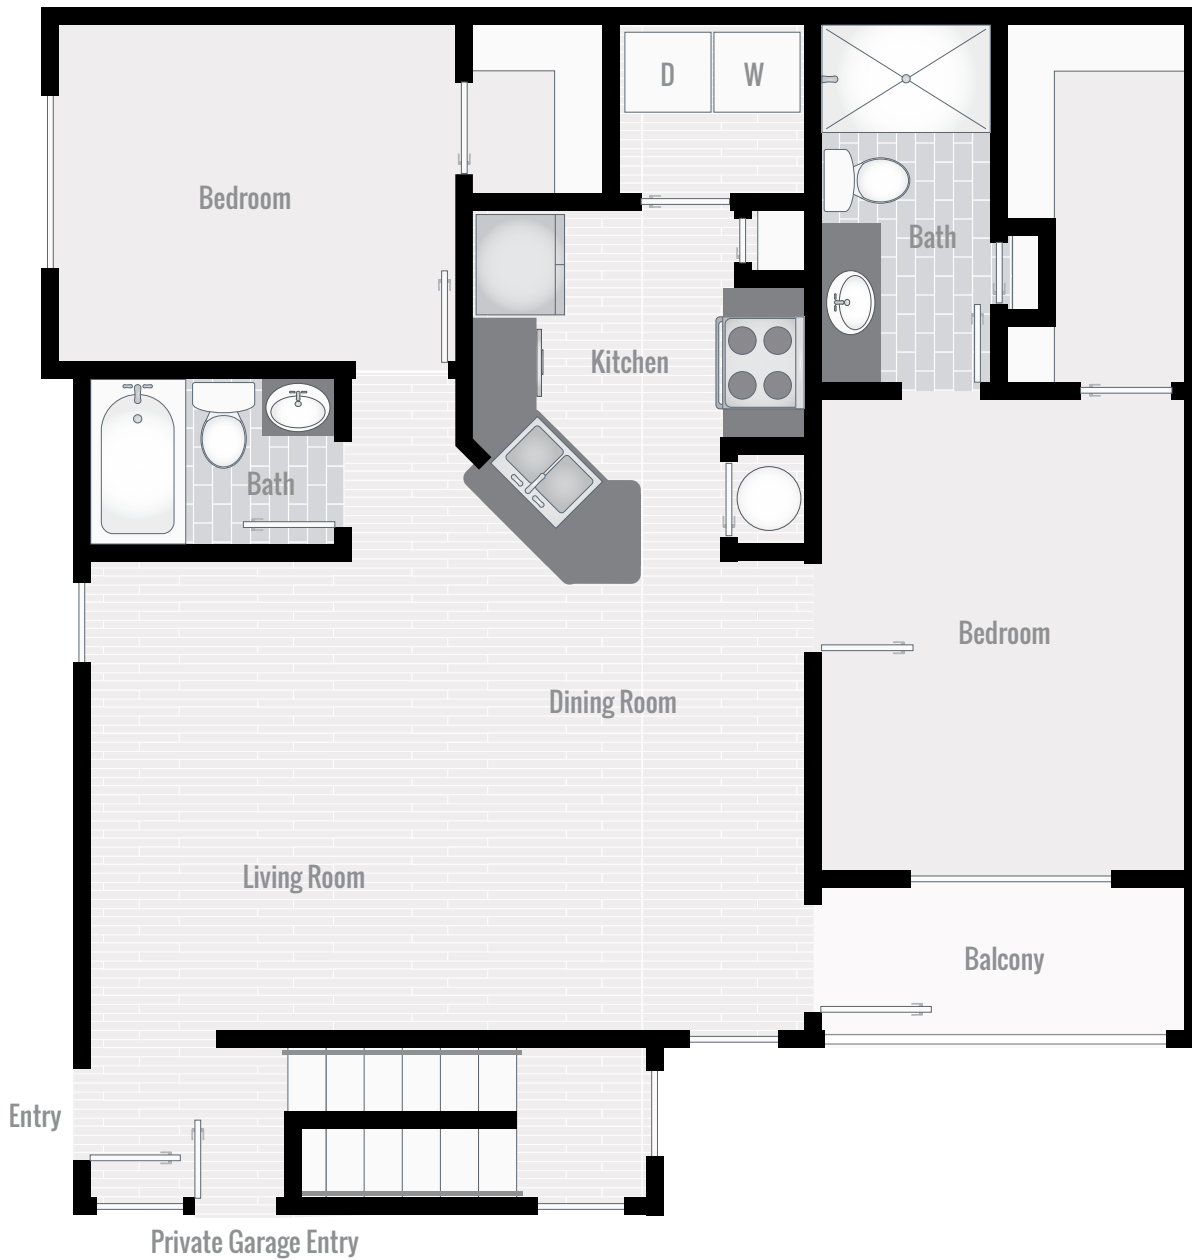 D
W
Bedroom
Bath
Kitchen
Bath
Bedroom
Dining Room
Living Room
Balcony
Entry
Private Garage Entry